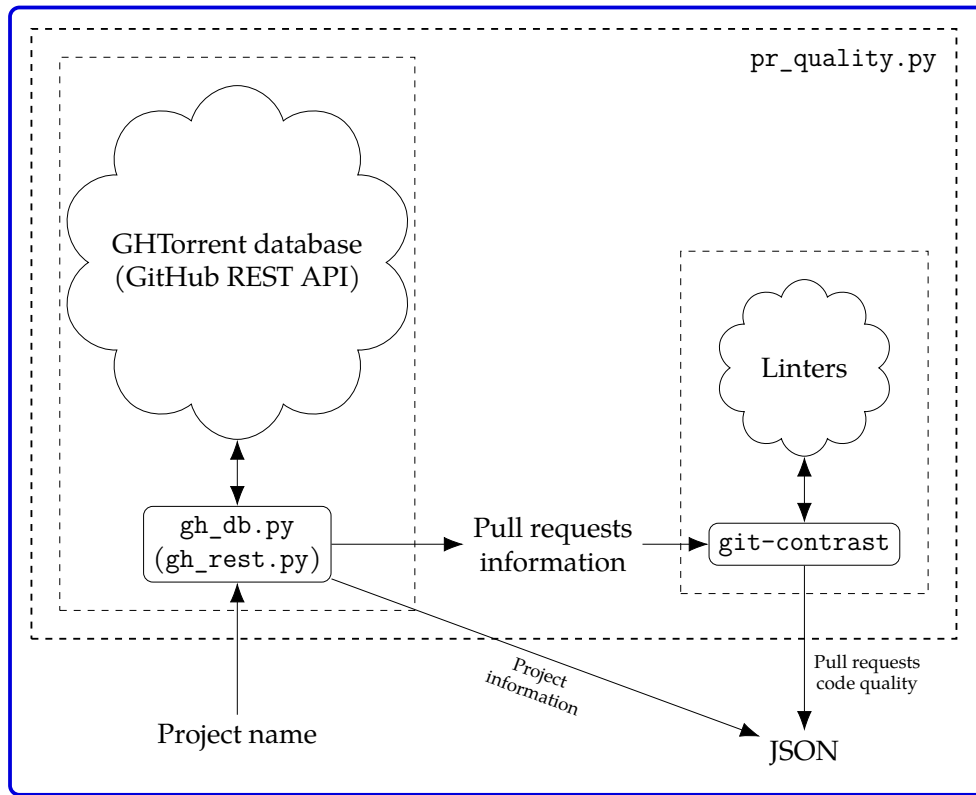 pr_quality.py
GHTorrent database
(GitHub REST API)
Linters
gh_db.py
(gh_rest.py)
Pull requests
information
git-contrast
Project
information
Pull requests
code quality
Project name
JSON